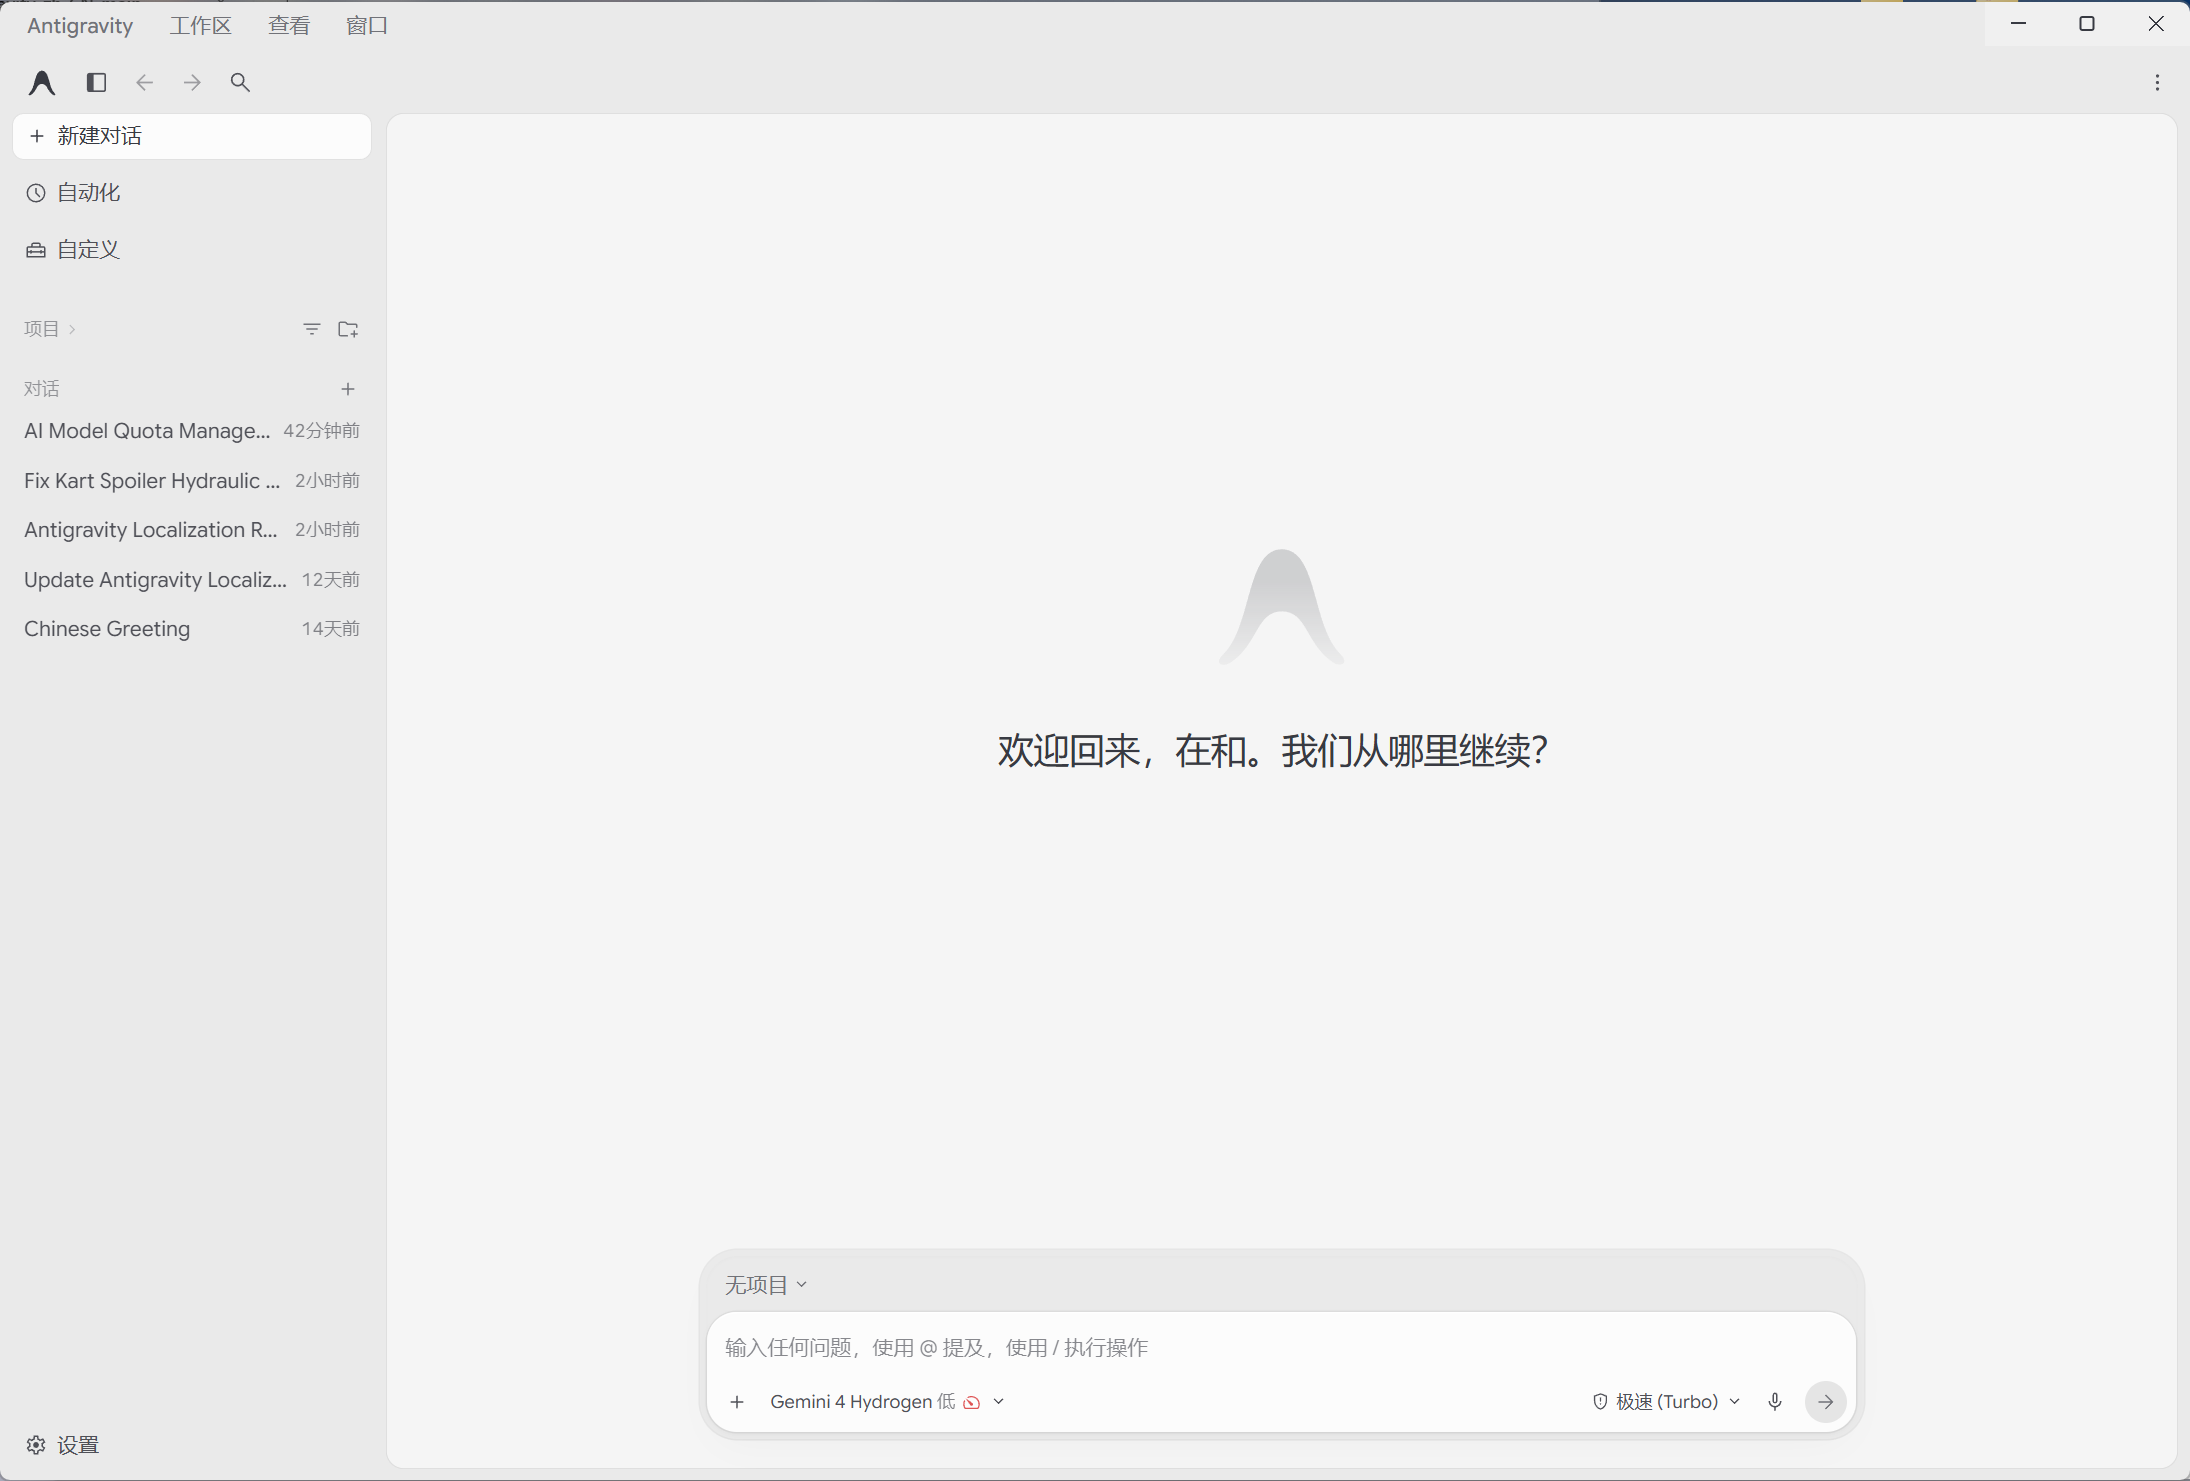 Antigravity 工作区 查看 窗口
新建对话
自动化
自定义
项目
对话
AI Model Quota Manage... 42分钟前
Fix Kart Spoiler Hydraulic ... 2小时前
Antigravity Localization R... 2小时前
Update Antigravity Localiz... 12天前
Chinese Greeting 14天前
设置
欢迎回来，在和。我们从哪里继续？
无项目
输入任何问题，使用 @ 提及，使用 / 执行操作
Gemini 4 Hydrogen 低 极速 (Turbo)